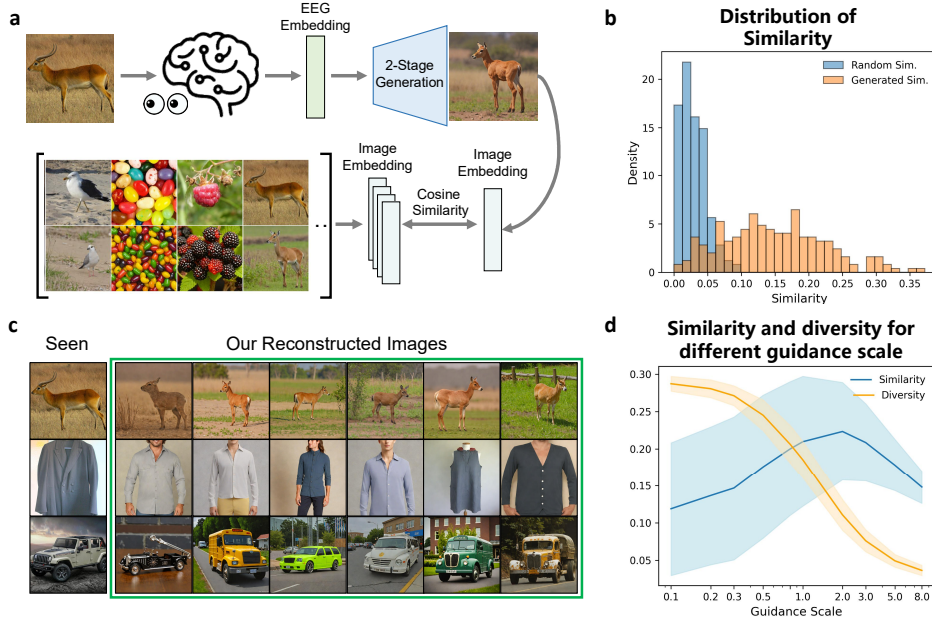 a
EEG
Embedding
2-Stage
Generation
Image
Embedding
Image
Embedding
Cosine
Similarity
. .
b
Distribution of
Similarity
Random Sim.
Generated Sim.
Density
20
15
10
5
0
0.00 0.05 0.10 0.15 0.20 0.25 0.30 0.35
Similarity
c
Seen
Our Reconstructed Images
d
Similarity and diversity for
different guidance scale
Similarity
Diversity
0.30
0.25
0.20
0.15
0.10
0.05
0.1 0.2 0.3 0.5 1.0 2.0 3.0 5.0 8.0
Guidance Scale